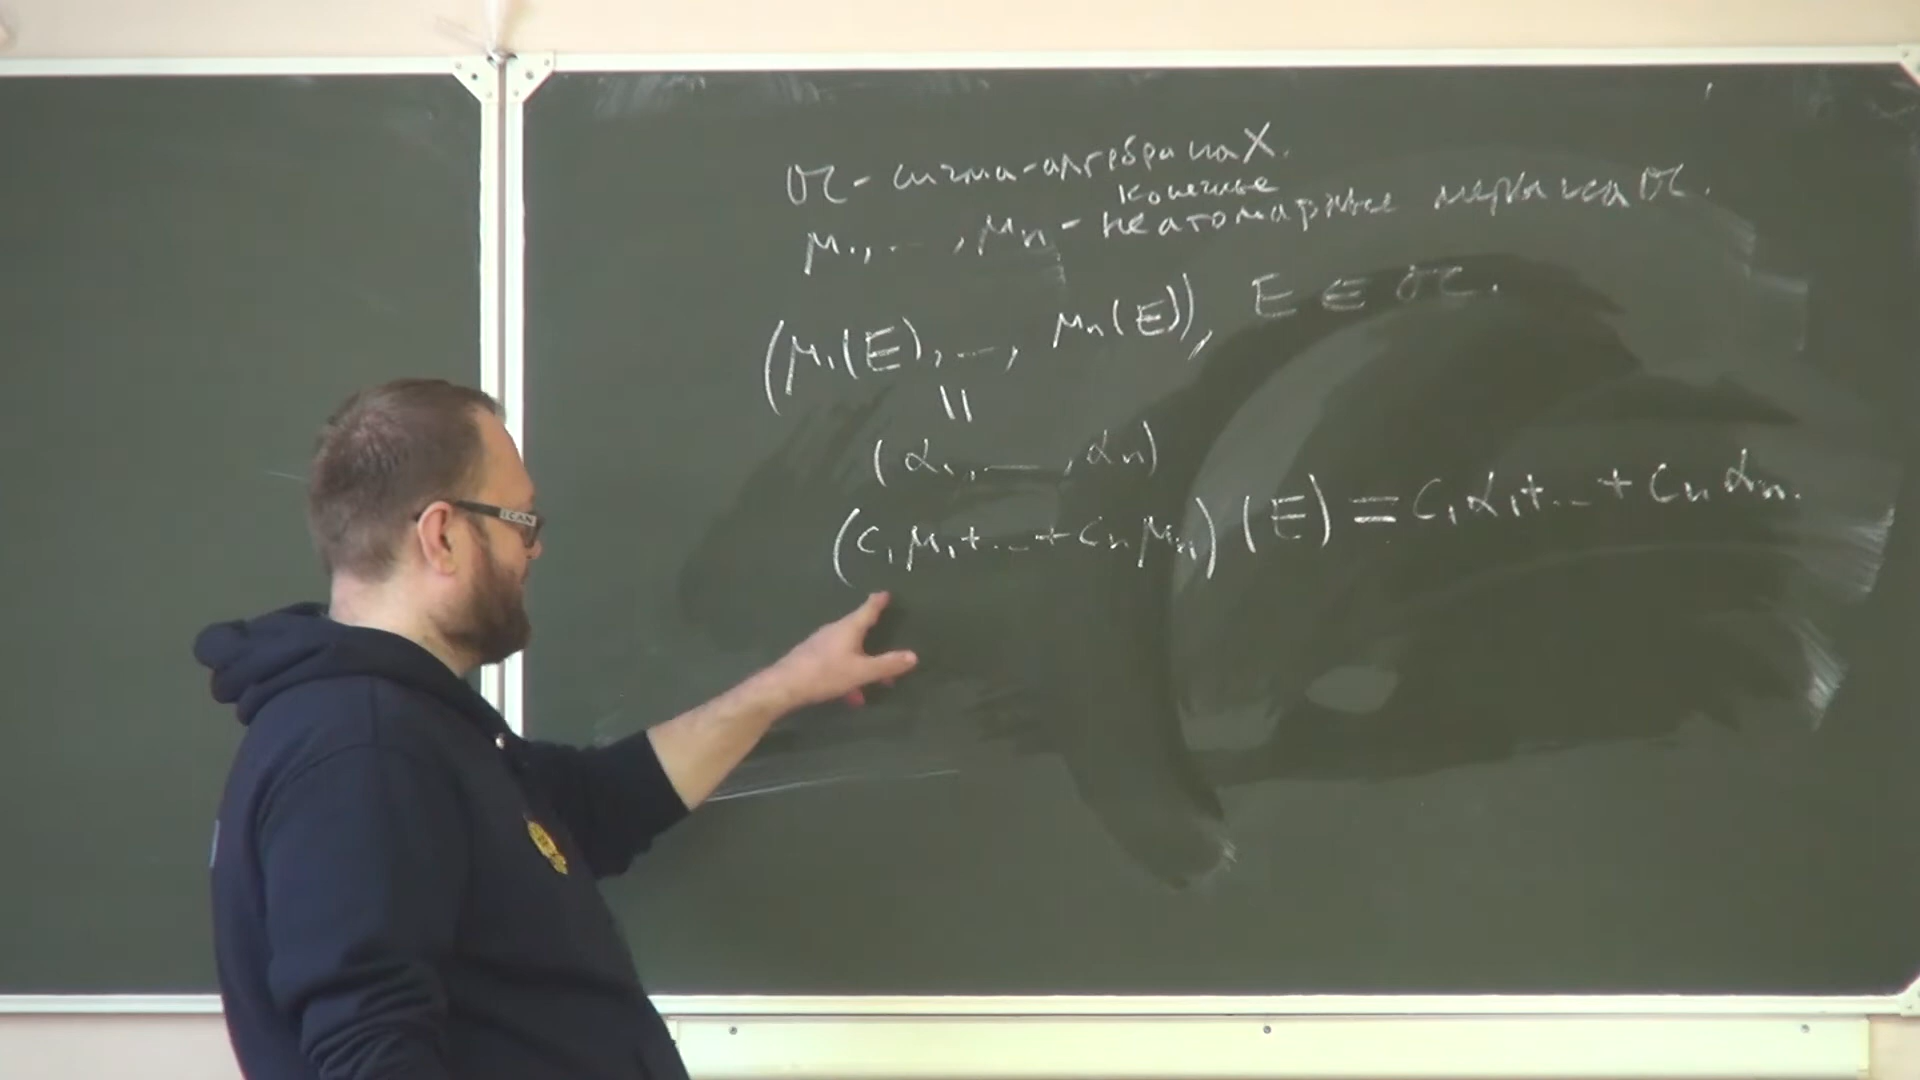 𝔐 - сигма-алгебра на X.
конечные
μ₁, ..., μₙ - неатомарные меры на 𝔐.
(μ₁(E), ..., μₙ(E)), E ∈ 𝔐.
||
(α₁, ..., αₙ)
(c₁μ₁+...+cₙμₙ)(E) = c₁α₁+...+cₙαₙ.